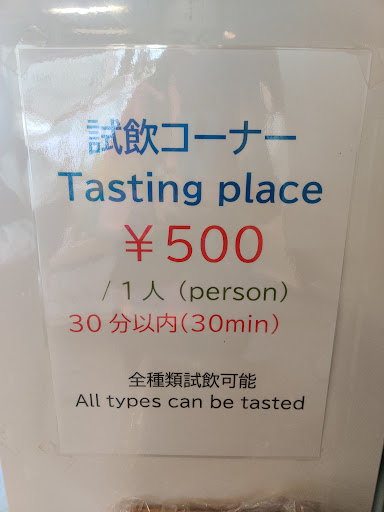 試飲コーナー
Tasting place
￥500
/１人（person）
30分以内(30min)
全種類試飲可能
All types can be tasted